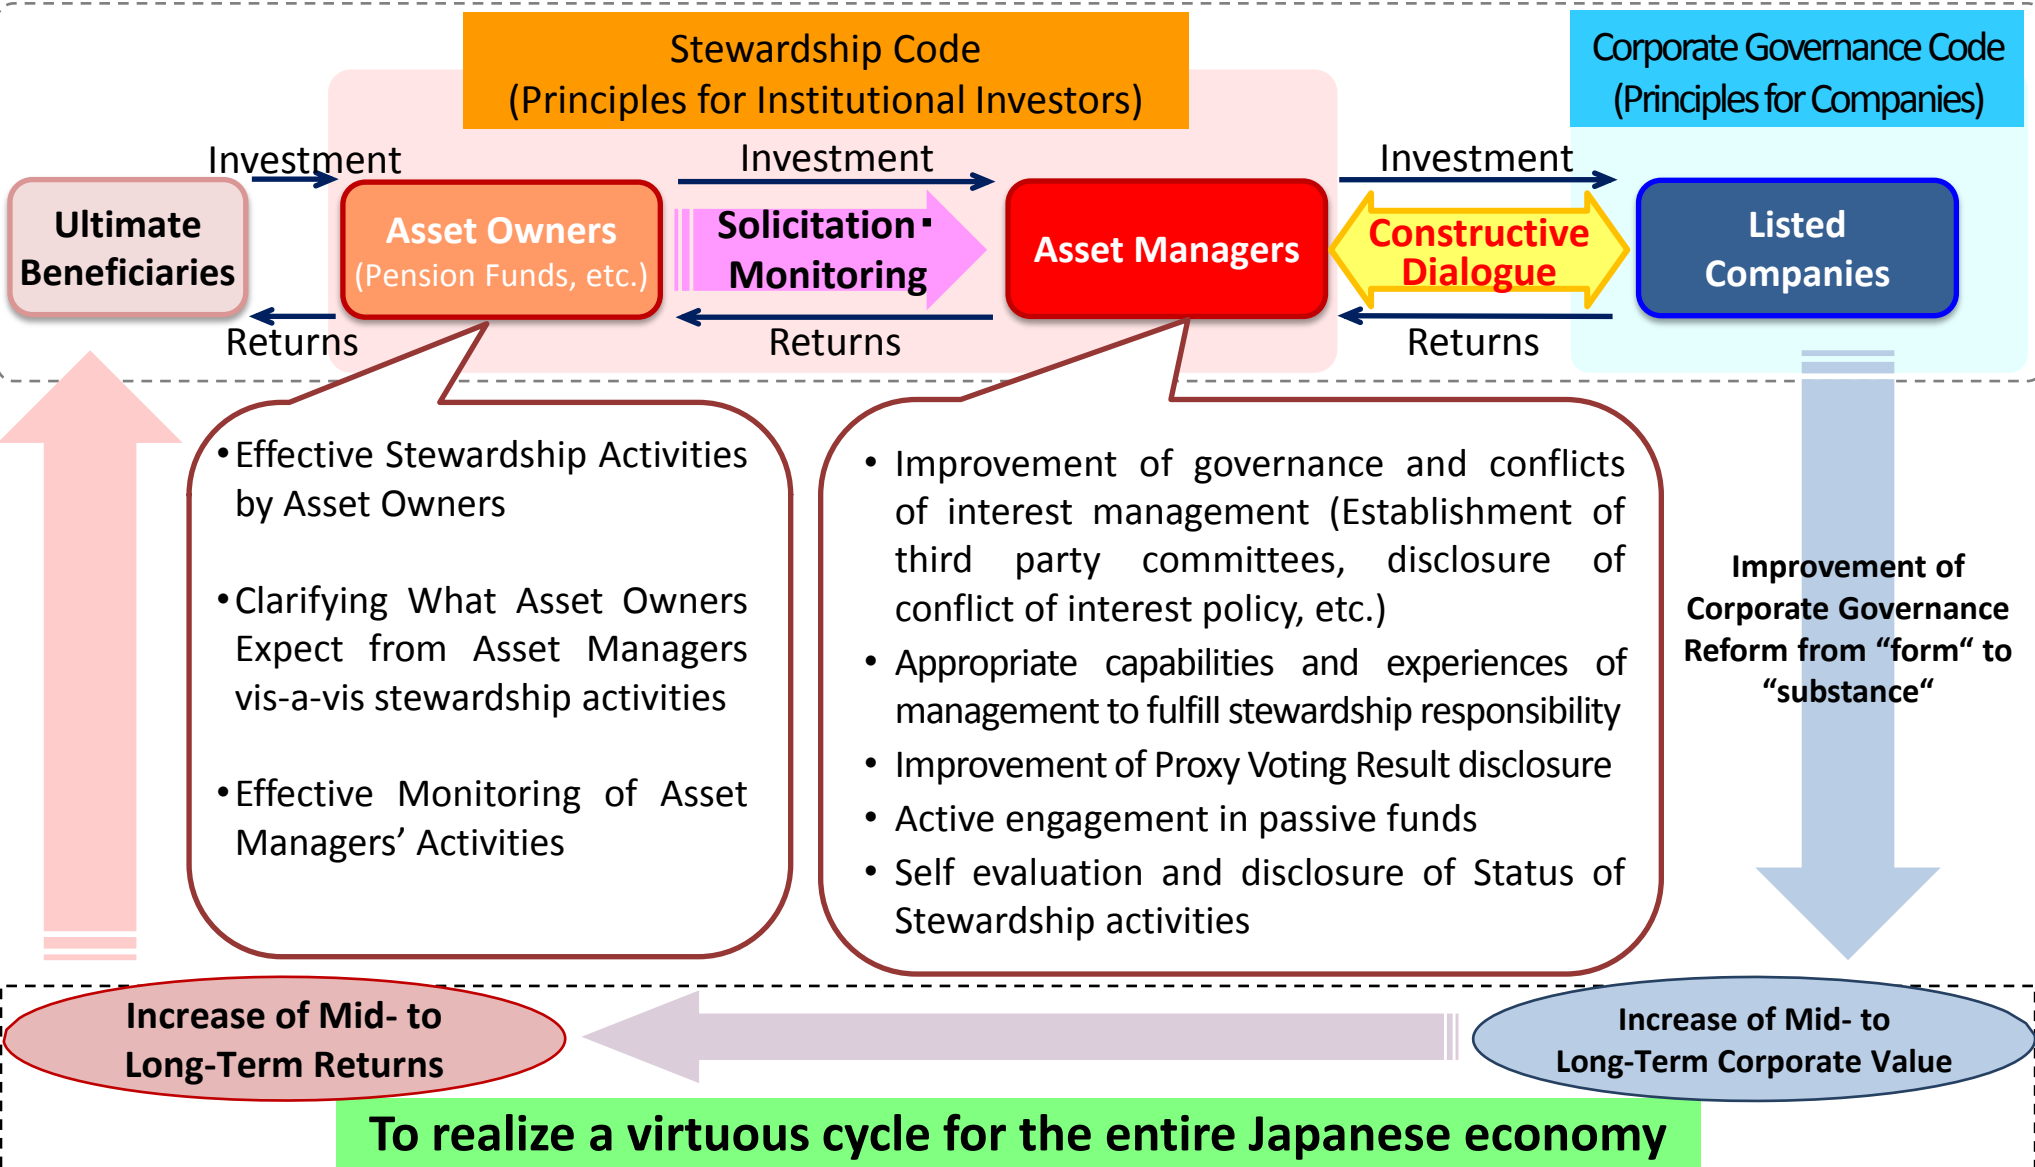 Stewardship Code
(Principles for Institutional Investors)
Corporate Governance Code
(Principles for Companies)
Investment
Investment
Investment
Ultimate
Beneficiaries
Asset Owners
(Pension Funds, etc.)
Solicitation▪
Monitoring
Asset Managers
Constructive
Dialogue
Listed
Companies
Returns
Returns
Returns
•Effective Stewardship Activities
by Asset Owners
•Clarifying What Asset Owners
Expect from Asset Managers
vis-a-vis stewardship activities
•Effective Monitoring of Asset
Managers’ Activities
• Improvement of governance and conflicts
of interest management (Establishment of
third party committees, disclosure of
conflict of interest policy, etc.)
• Appropriate capabilities and experiences of
management to fulfill stewardship responsibility
• Improvement of Proxy Voting Result disclosure
• Active engagement in passive funds
• Self evaluation and disclosure of Status of
Stewardship activities
Improvement of
Corporate Governance
Reform from “form“ to
“substance“
Increase of Mid- to
Long-Term Returns
Increase of Mid- to
Long-Term Corporate Value
To realize a virtuous cycle for the entire Japanese economy